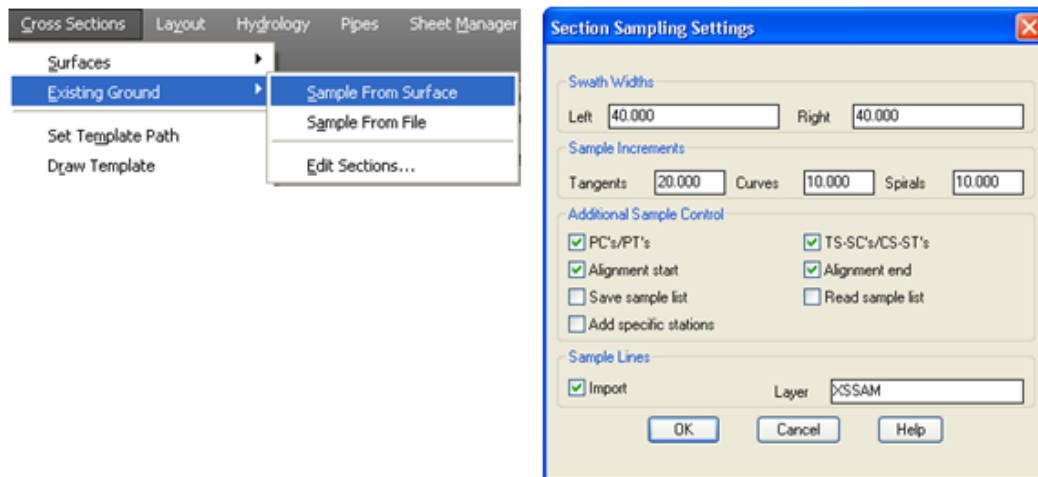 Cross Sections Layout Hydrology Pipes Sheet Manager
Surfaces
Existing Ground
Set Template Path
Draw Template
Sample From Surface
Sample From File
Edit Sections...
Section Sampling Settings
Swath Widths
Left 40.000 Right 40.000
Sample Increments
Tangents 20.000 Curves 10.000 Spirals 10.000
Additional Sample Control
PC's/PT's TS-SC's/CS-ST's
Alignment start Alignment end
Save sample list Read sample list
Add specific stations
Sample Lines
Import Layer XSSAM
OK Cancel Help